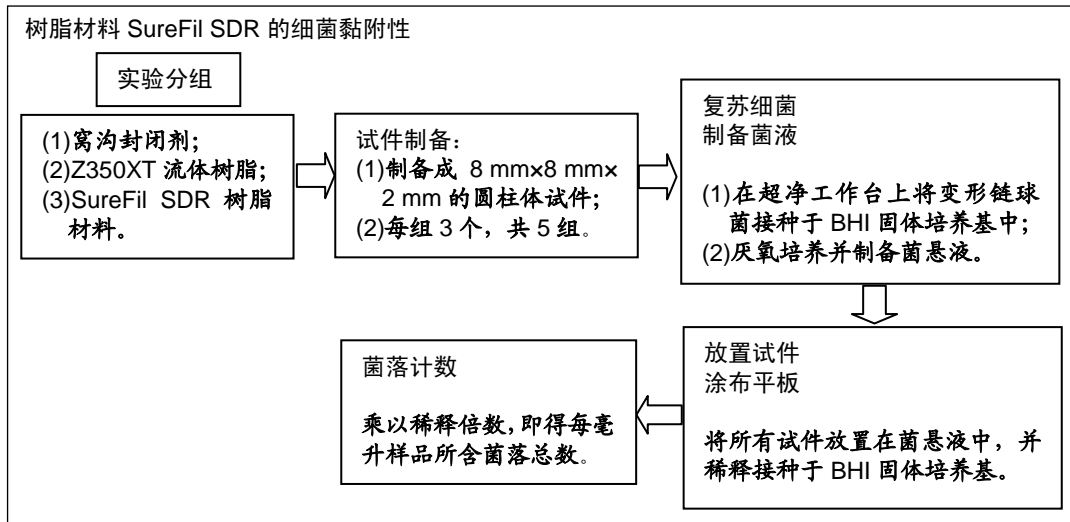 树脂材料 SureFil SDR 的细菌黏附性
实验分组
(1)窝沟封闭剂；
(2)Z350XT 流体树脂；
(3)SureFil SDR 树脂
材料。
试件制备：
(1)制备成 8 mm×8 mm×
2 mm 的圆柱体试件；
(2)每组 3 个，共 5 组。
复苏细菌
制备菌液
(1)在超净工作台上将变形链球
菌接种于 BHI 固体培养基中；
(2)厌氧培养并制备菌悬液。
放置试件
涂布平板
将所有试件放置在菌悬液中，并
稀释接种于 BHI 固体培养基。
菌落计数
乘以稀释倍数，即得每毫
升样品所含菌落总数。